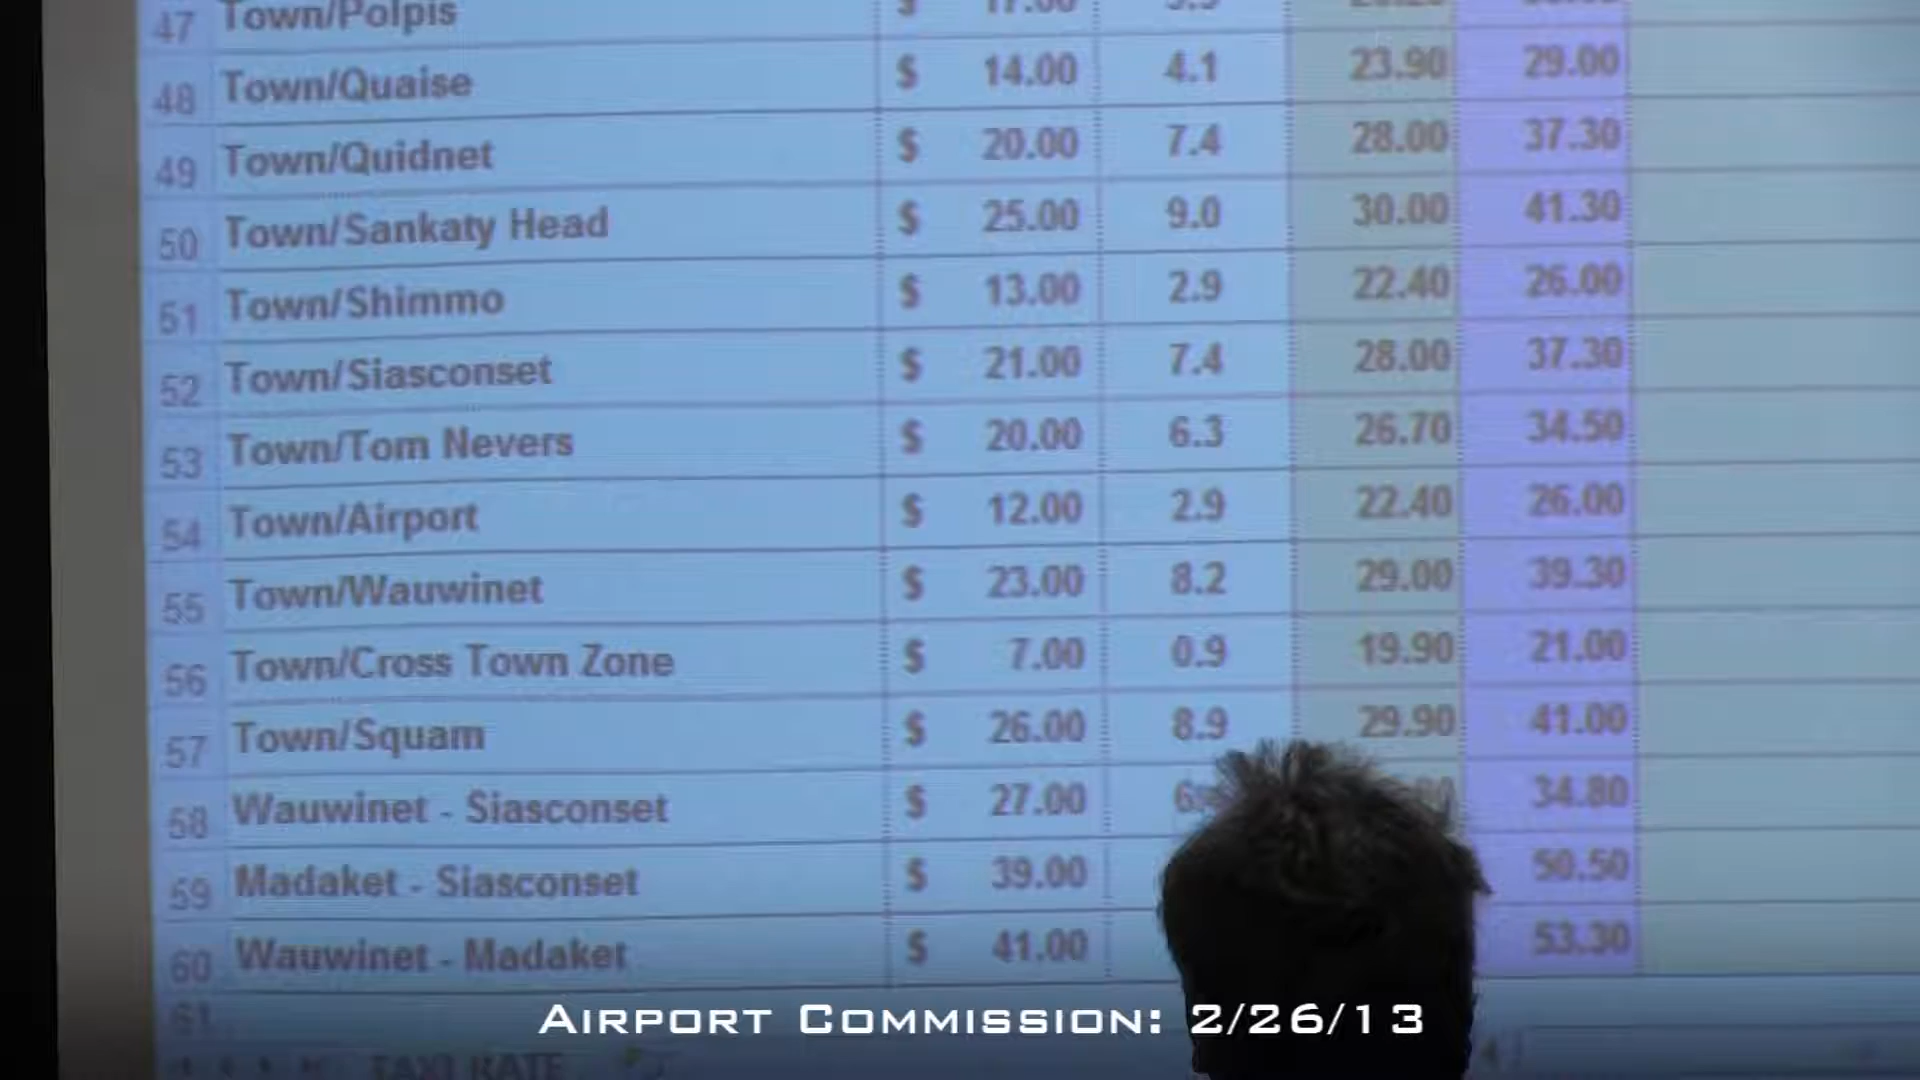 47 Town/Polpis $ 17.00
48 Town/Quaise $ 14.00 4.1 23.90 29.00
49 Town/Quidnet $ 20.00 7.4 28.00 37.30
50 Town/Sankaty Head $ 25.00 9.0 30.00 41.30
51 Town/Shimmo $ 13.00 2.9 22.40 26.00
52 Town/Siasconset $ 21.00 7.4 28.00 37.30
53 Town/Tom Nevers $ 20.00 6.3 26.70 34.50
54 Town/Airport $ 12.00 2.9 22.40 26.00
55 Town/Wauwinet $ 23.00 8.2 29.00 39.30
56 Town/Cross Town Zone $ 7.00 0.9 19.90 21.00
57 Town/Squam $ 26.00 8.9 29.90 41.00
58 Wauwinet - Siasconset $ 27.00 34.80
59 Madaket - Siasconset $ 39.00 50.50
60 Wauwinet - Madaket $ 41.00 53.30
61
TAXI RATE
AIRPORT COMMISSION: 2/26/13